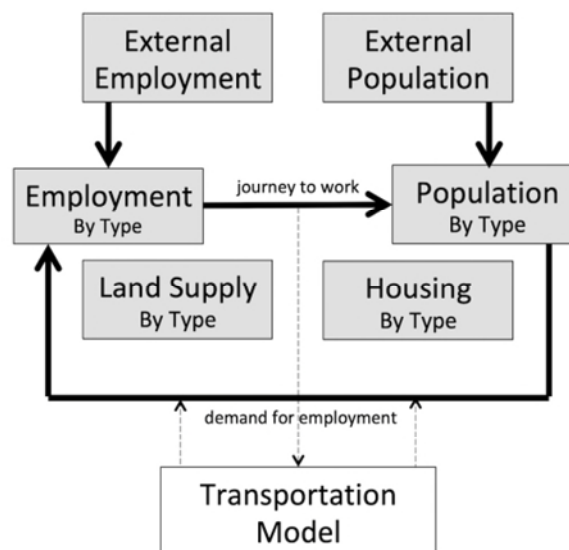 External
Employment
External
Population
Employment
By Type
journey to work
Population
By Type
Land Supply
By Type
Housing
By Type
demand for employment
Transportation
Model